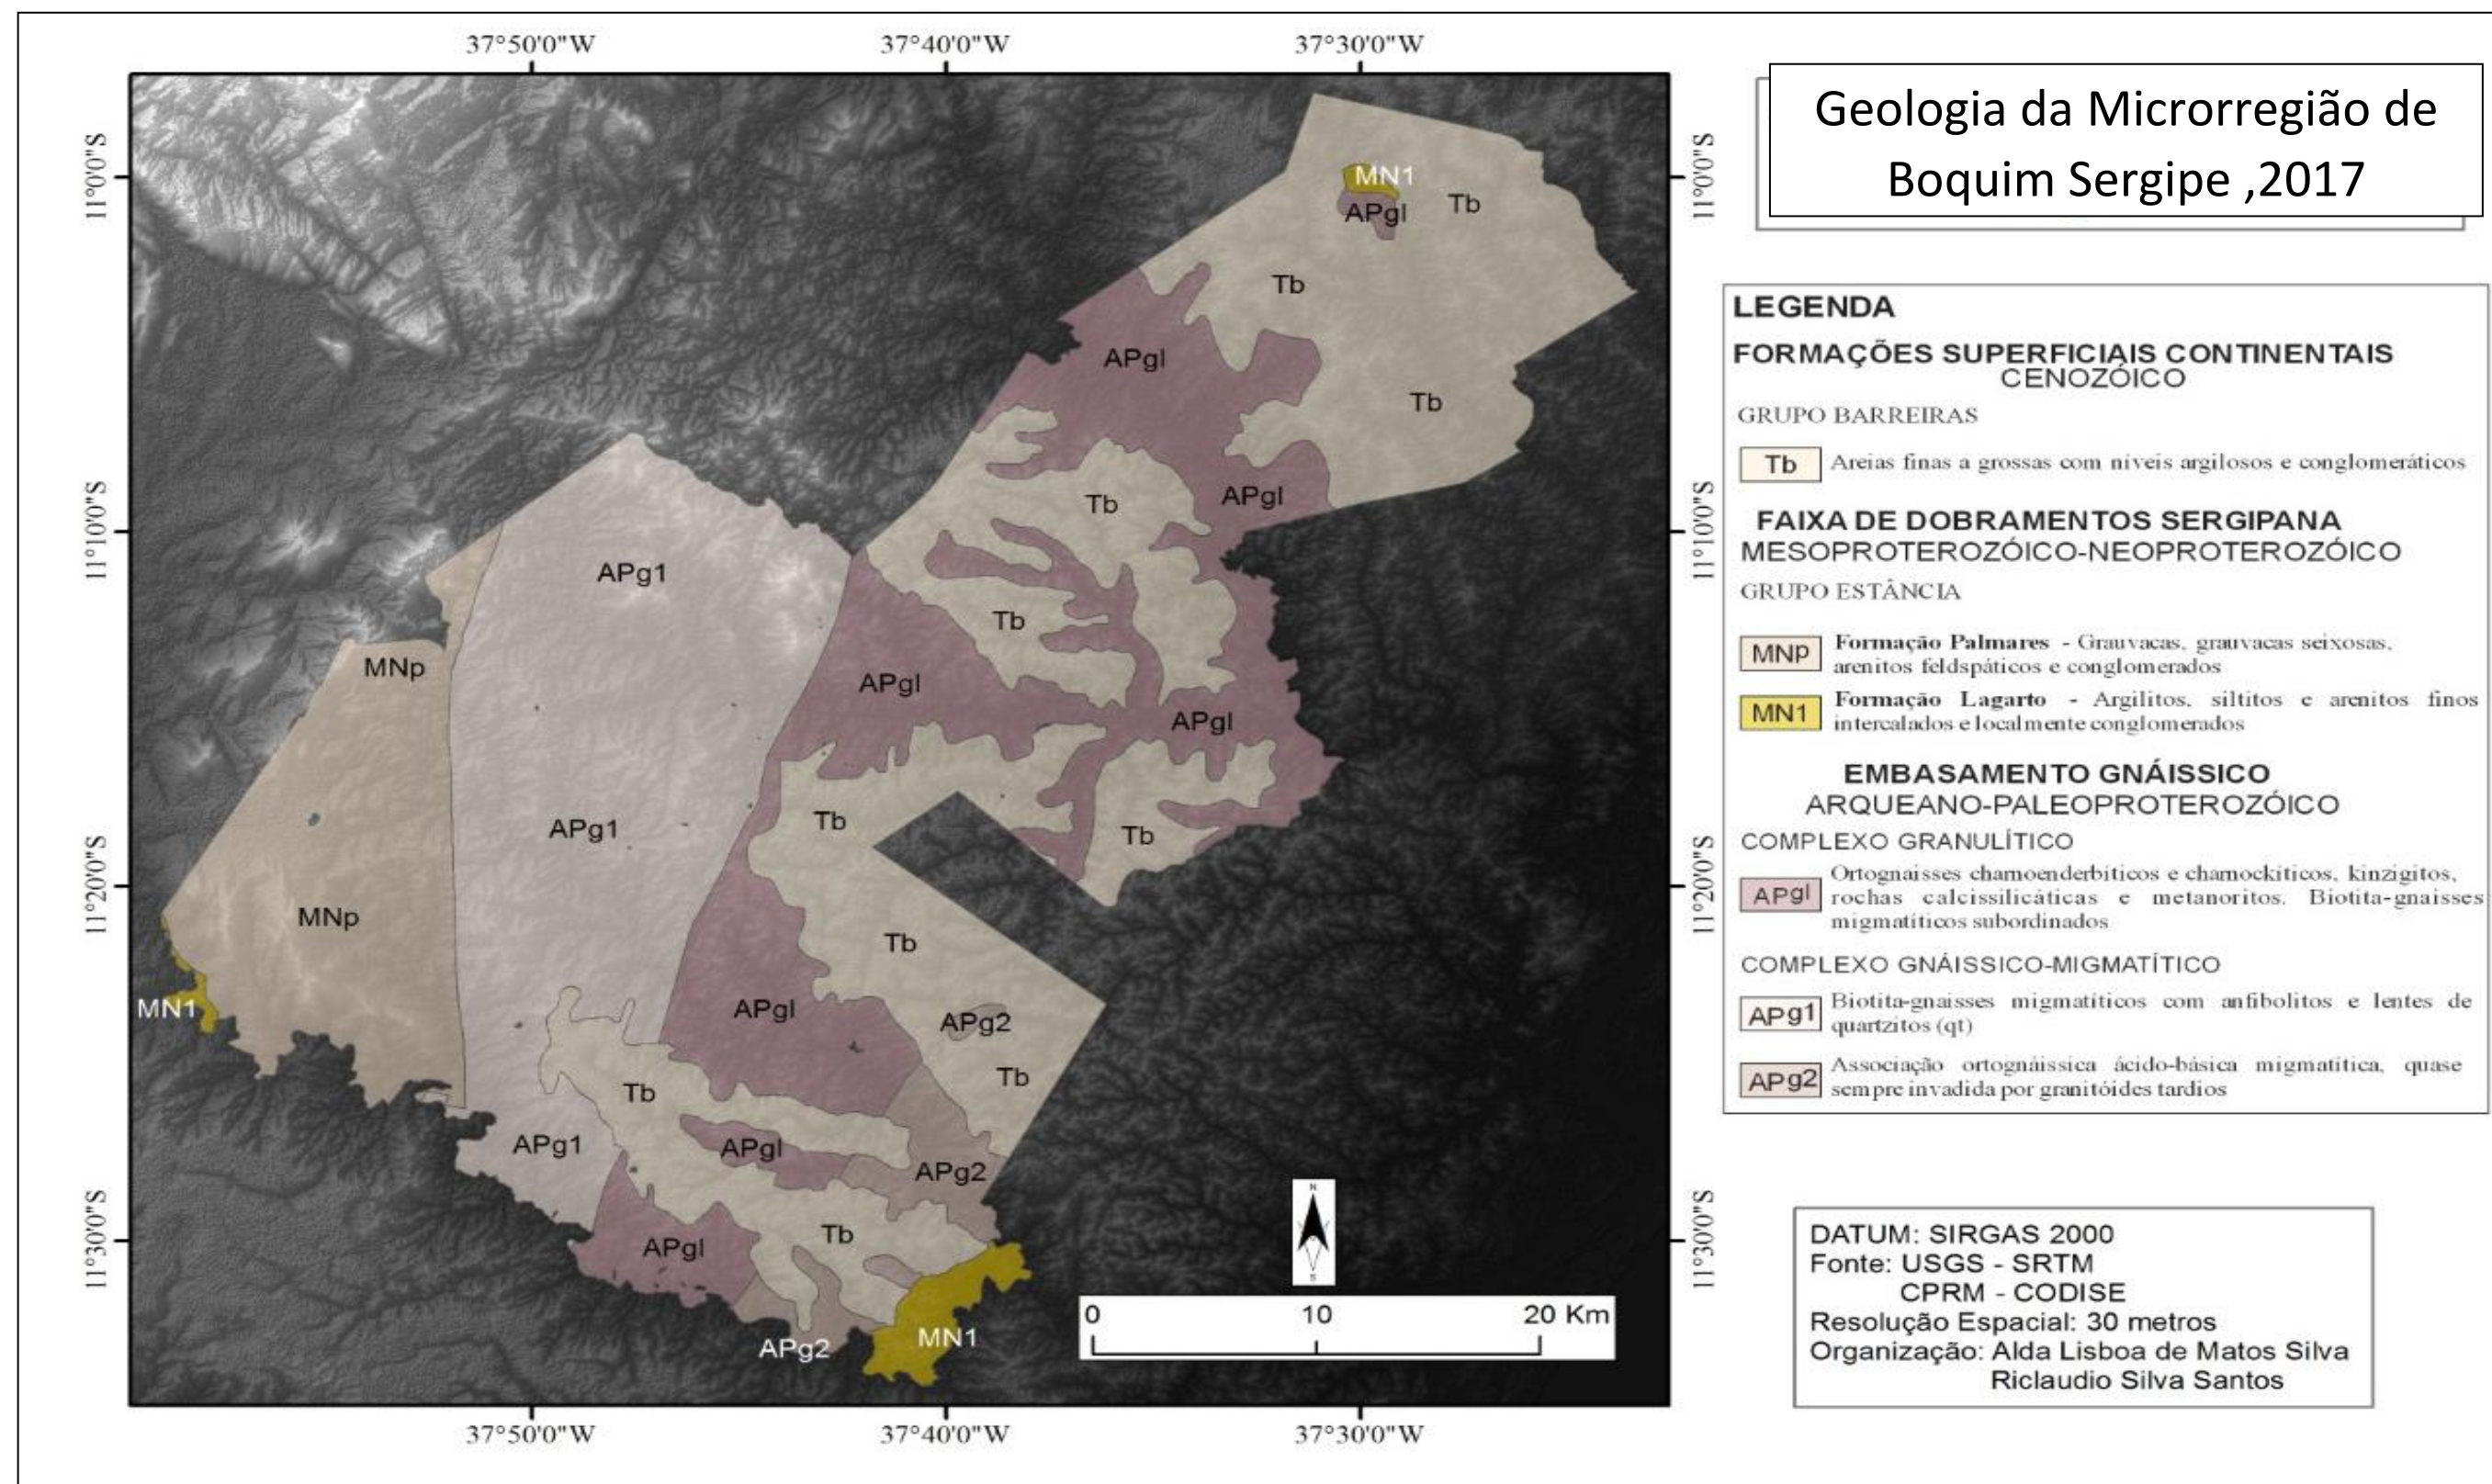 37°50'0"W
37°40'0"W
37°30'0"W
Geologia da Microrregião de
Boquim Sergipe ,2017
11°0'0"S
11°0'0"S
MN1
Tb
APgl
Tb
LEGENDA
FORMAÇÕES SUPERFICIAIS CONTINENTAIS
CENOZÓICO
APgl
Tb
GRUPO BARREIRAS
Tb Areias finas a grossas com níveis argilosos e conglomeráticos
Tb
APgl
11°10'0"S
11°10'0"S
FAIXA DE DOBRAMENTOS SERGIPANA
MESOPROTEROZÓICO-NEOPROTEROZÓICO
APg1
GRUPO ESTÂNCIA
Tb
MNp
MNp Formação Palmares - Grauvacas, grauvacas seixosas,
arenitos feldspáticos e conglomerados
APgl
APgl
MN1 Formação Lagarto - Argilitos, siltitos e arenitos finos
intercalados e localmente conglomerados
EMBASAMENTO GNÁISSICO
ARQUEANO-PALEOPROTEROZÓICO
APg1
Tb
Tb
COMPLEXO GRANULÍTICO
11°20'0"S
11°20'0"S
APgl Ortognaisses charnoenderbíticos e charnockíticos, kinzigitos,
rochas calcissilicáticas e metanoritos. Biotita-gnaisses
migmatíticos subordinados
MNp
Tb
COMPLEXO GNÁISSICO-MIGMATÍTICO
MN1
APgl
APg2
APg1 Biotita-gnaisses migmatíticos com anfibolitos e lentes de
quartzitos (qt)
Tb
Tb
APg2 Associação ortognáissica ácido-básica migmatítica, quase
sempre invadida por granitóides tardios
APg1
APgl
APg2
N
S
11°30'0"S
11°30'0"S
Tb
APgl
APg2
MN1
0 10 20 Km
DATUM: SIRGAS 2000
Fonte: USGS - SRTM
CPRM - CODISE
Resolução Espacial: 30 metros
Organização: Alda Lisboa de Matos Silva
Riclaudio Silva Santos
37°50'0"W
37°40'0"W
37°30'0"W